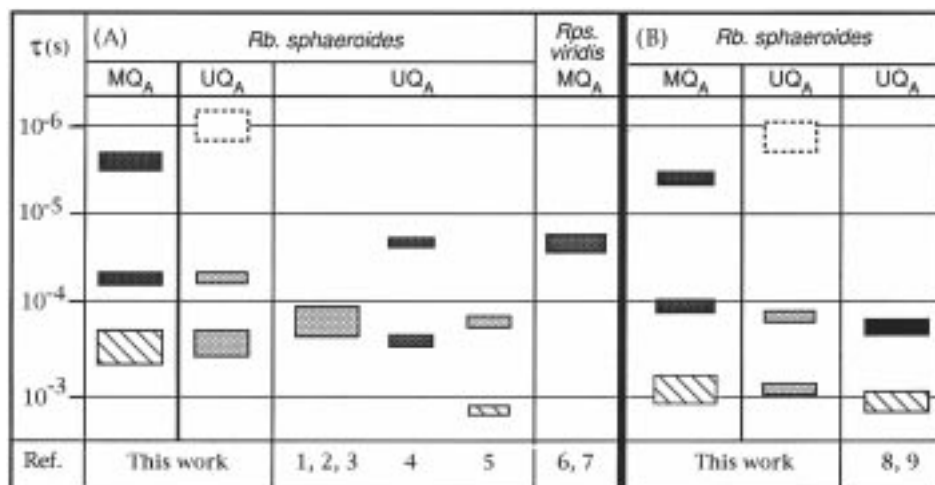 τ(s) (A) Rb. sphaeroides Rps. viridis (B) Rb. sphaeroides
MQA UQA UQA MQA MQA UQA UQA
10-6
10-5
10-4
10-3
Ref. This work 1, 2, 3 4 5 6, 7 This work 8, 9